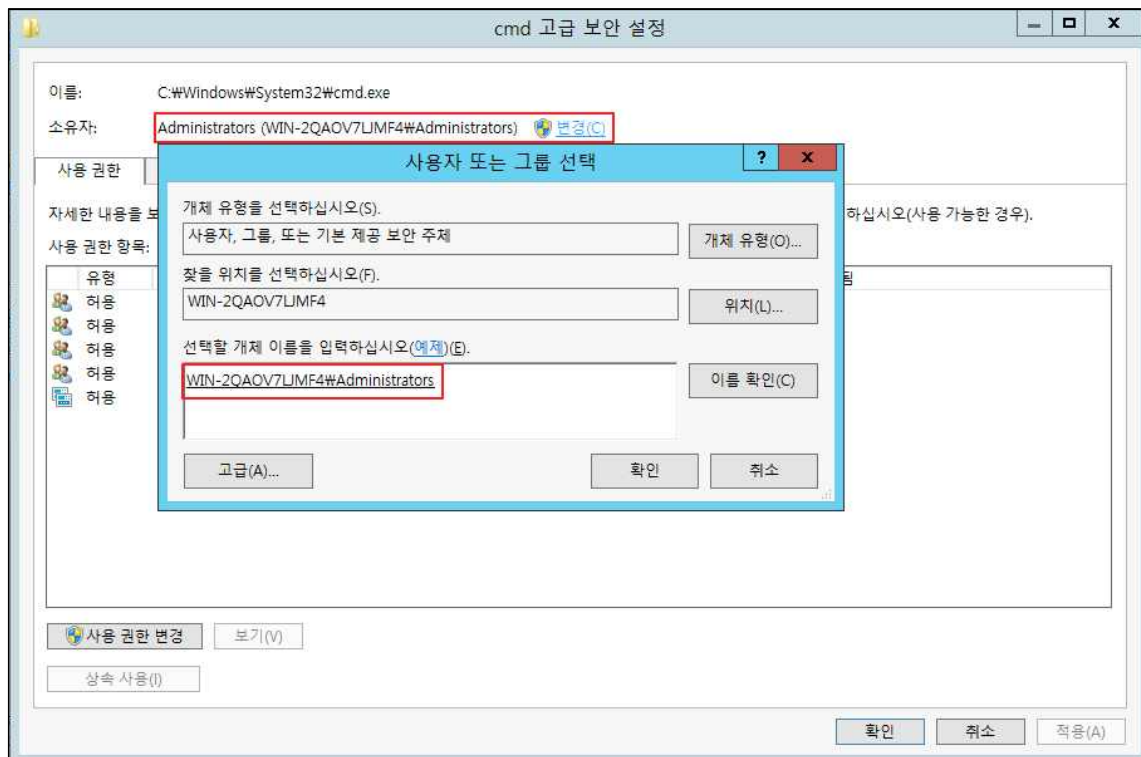 cmd 고급 보안 설정
이름: C:₩Windows₩System32₩cmd.exe
소유자: Administrators (WIN-2QAOV7LJMF4₩Administrators) 변경(C)
사용자 또는 그룹 선택
사용 권한
개체 유형을 선택하십시오(S).
자세한 내용을 보
하십시오(사용 가능한 경우).
사용자, 그룹, 또는 기본 제공 보안 주체
개체 유형(O)...
사용 권한 항목:
찾을 위치를 선택하십시오(F).
유형
WIN-2QAOV7LJMF4
위치(L)...
허용
허용
허용
허용
허용
선택할 개체 이름을 입력하십시오(예제)(E).
WIN-2QAOV7LJMF4₩Administrators
이름 확인(C)
고급(A)...
확인
취소
사용 권한 변경
보기(V)
상속 사용(I)
확인
취소
적용(A)